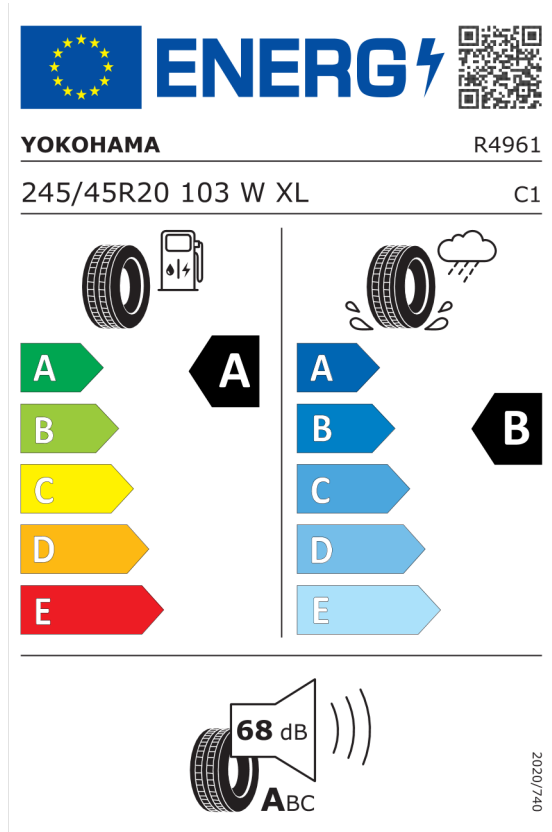 ENERG
YOKOHAMA R4961
245/45R20 103 W XL C1
A A A
B B B
C C
D D
E E
68 dB
ABC
2020/740